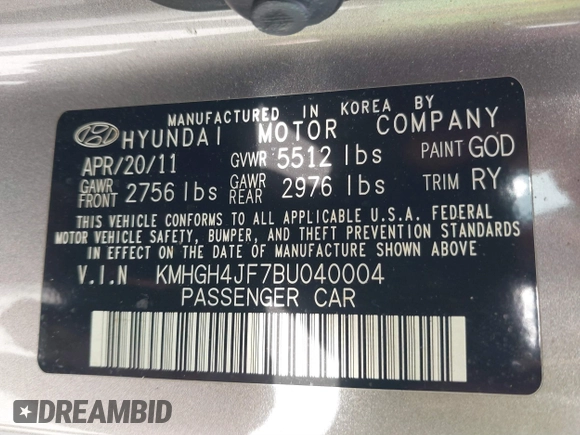 MANUFACTURED IN KOREA BY
HYUNDAI MOTOR COMPANY
APR/20/11 GVWR 5512 lbs PAINT GOD
GAWR FRONT 2756 lbs GAWR REAR 2976 lbs TRIM RY
THIS VEHICLE CONFORMS TO ALL APPLICABLE U.S.A. FEDERAL
MOTOR VEHICLE SAFETY, BUMPER, AND THEFT PREVENTION STANDARDS
IN EFFECT ON THE DATE OF MANUFACTURE SHOWN ABOVE.
V.I.N KMHGH4JF7BU040004
PASSENGER CAR
DREAMBID